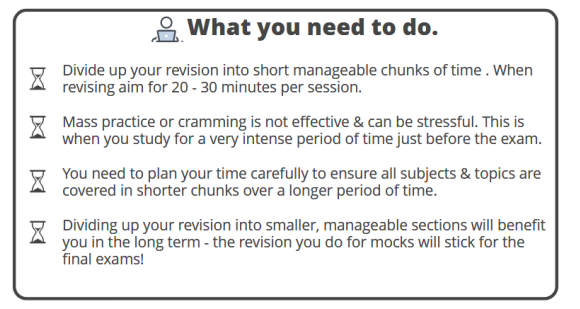 What you need to do.
Divide up your revision into short manageable chunks of time . When
revising aim for 20 - 30 minutes per session.
Mass practice or cramming is not effective & can be stressful. This is
when you study for a very intense period of time just before the exam.
You need to plan your time carefully to ensure all subjects & topics are
covered in shorter chunks over a longer period of time.
Dividing up your revision into smaller, manageable sections will benefit
you in the long term - the revision you do for mocks will stick for the
final exams!